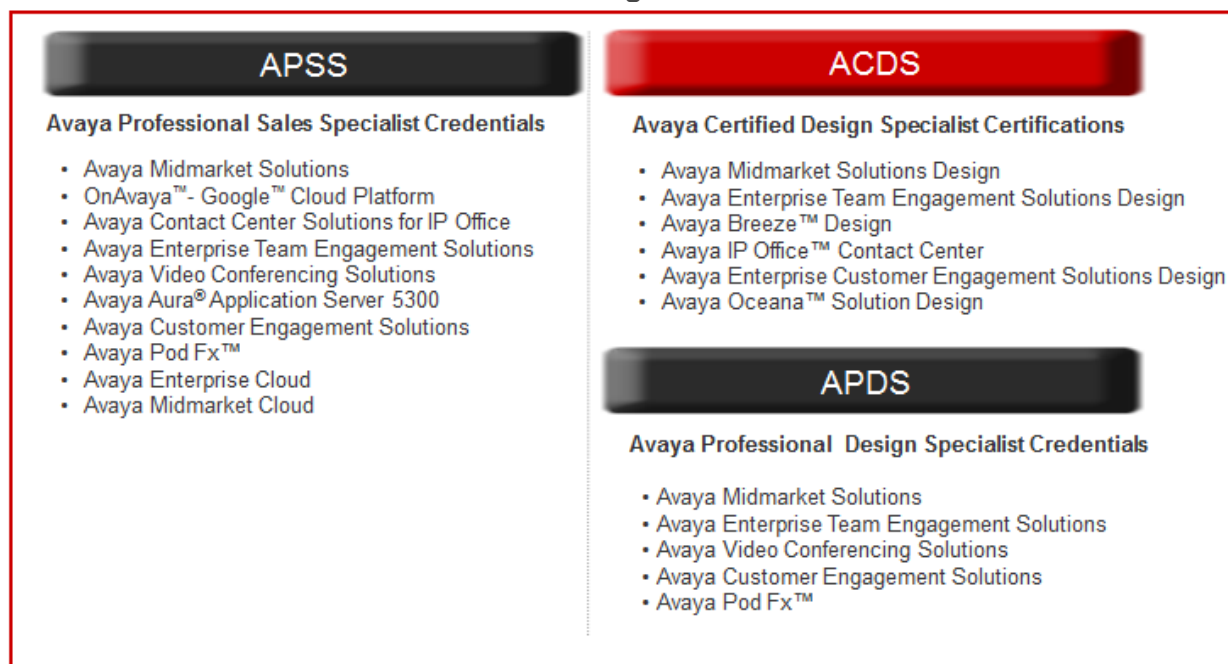 APSS
Avaya Professional Sales Specialist Credentials
• Avaya Midmarket Solutions
• OnAvaya™- Google™ Cloud Platform
• Avaya Contact Center Solutions for IP Office
• Avaya Enterprise Team Engagement Solutions
• Avaya Video Conferencing Solutions
• Avaya Aura® Application Server 5300
• Avaya Customer Engagement Solutions
• Avaya Pod Fx™
• Avaya Enterprise Cloud
• Avaya Midmarket Cloud
ACDS
Avaya Certified Design Specialist Certifications
• Avaya Midmarket Solutions Design
• Avaya Enterprise Team Engagement Solutions Design
• Avaya Breeze™ Design
• Avaya IP Office™ Contact Center
• Avaya Enterprise Customer Engagement Solutions Design
• Avaya Oceana™ Solution Design
APDS
Avaya Professional Design Specialist Credentials
• Avaya Midmarket Solutions
• Avaya Enterprise Team Engagement Solutions
• Avaya Video Conferencing Solutions
• Avaya Customer Engagement Solutions
• Avaya Pod Fx™